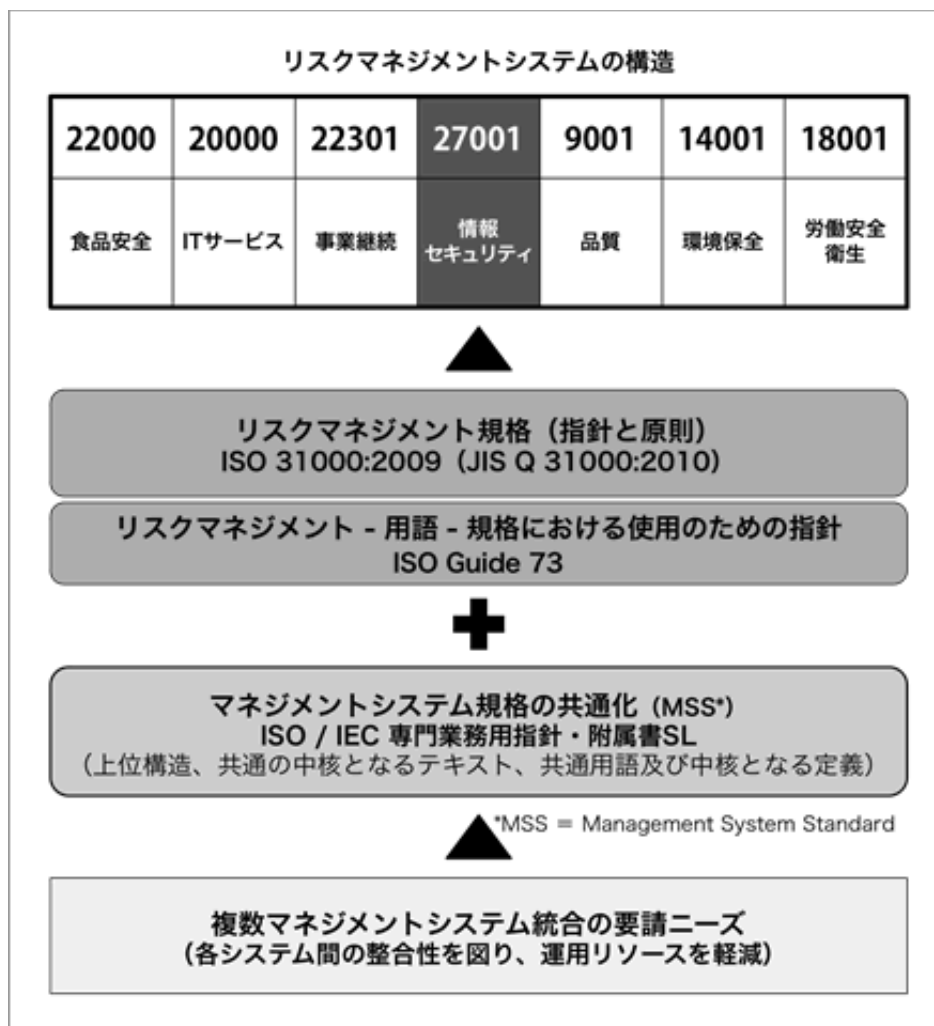 リスクマネジメントシステムの構造
22000 20000 22301 27001 9001 14001 18001
食品安全 ITサービス 事業継続 情報セキュリティ 品質 環境保全 労働安全衛生
リスクマネジメント規格（指針と原則）
ISO 31000:2009（JIS Q 31000:2010）
リスクマネジメント - 用語 - 規格における使用のための指針
ISO Guide 73
マネジメントシステム規格の共通化（MSS*）
ISO / IEC 専門業務用指針・附属書SL
（上位構造、共通の中核となるテキスト、共通用語及び中核となる定義）
*MSS = Management System Standard
複数マネジメントシステム統合の要請ニーズ
（各システム間の整合性を図り、運用リソースを軽減）